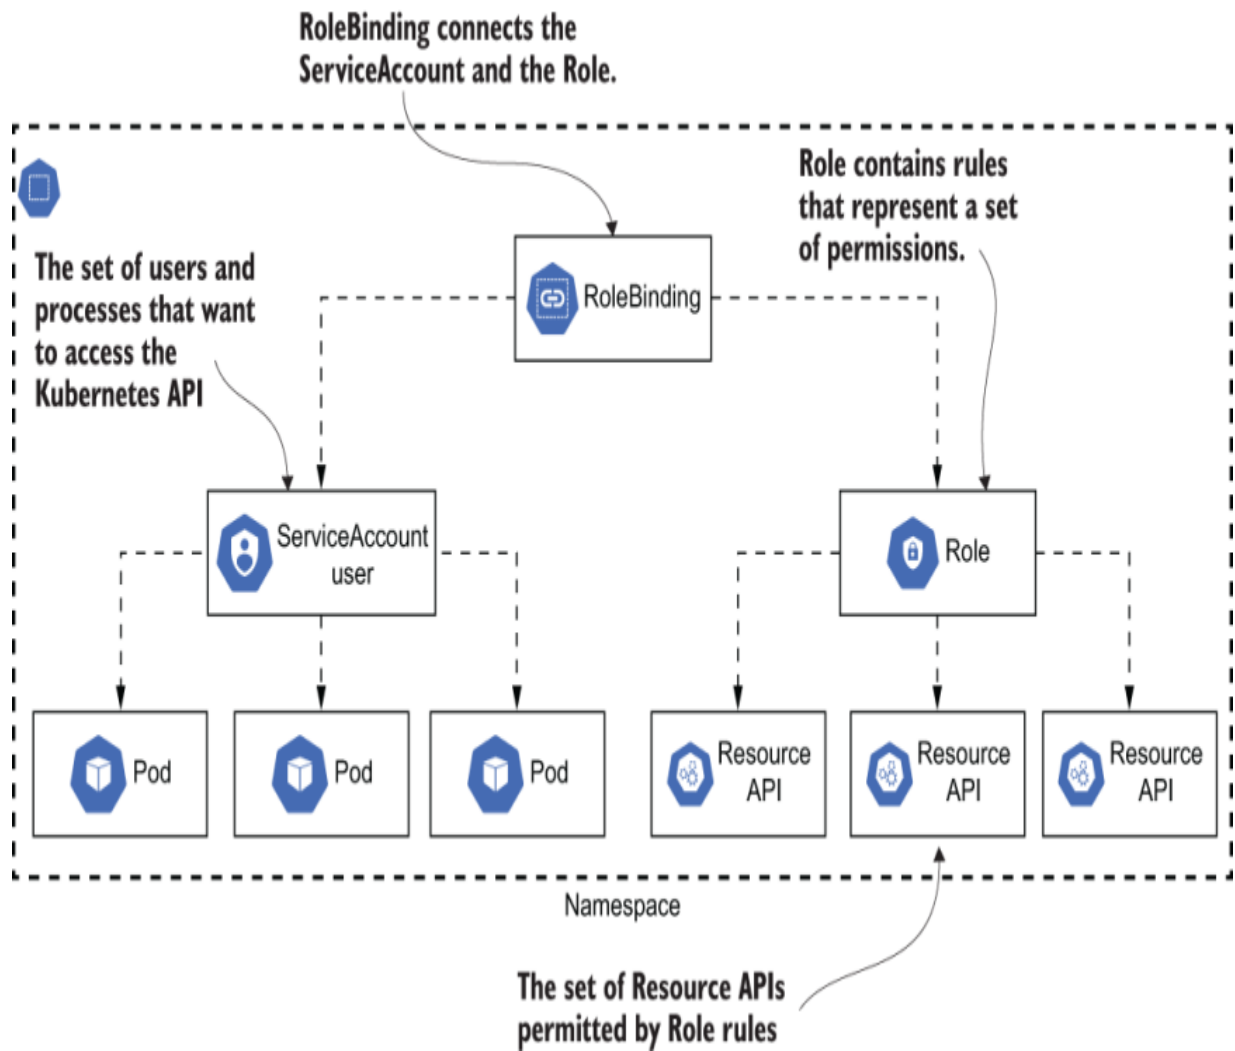 RoleBinding connects the
ServiceAccount and the Role.
Role contains rules
that represent a set
of permissions.
The set of users and
processes that want
to access the
Kubernetes API
RoleBinding
ServiceAccount
user
Role
Pod
Pod
Pod
Resource
API
Resource
API
Resource
API
Namespace
The set of Resource APIs
permitted by Role rules